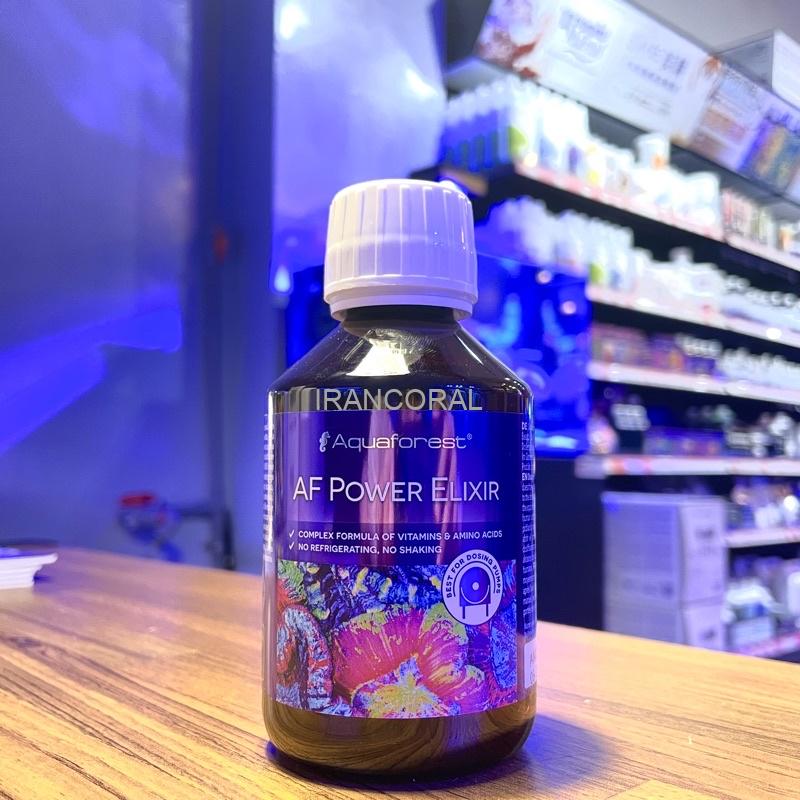 IRANCORAL
Aquaforest®
AF POWER ELIXIR
✓ COMPLEX FORMULA OF VITAMINS & AMINO ACIDS
✓ NO REFRIGERATING, NO SHAKING
BEST FOR DOSING PUMPS